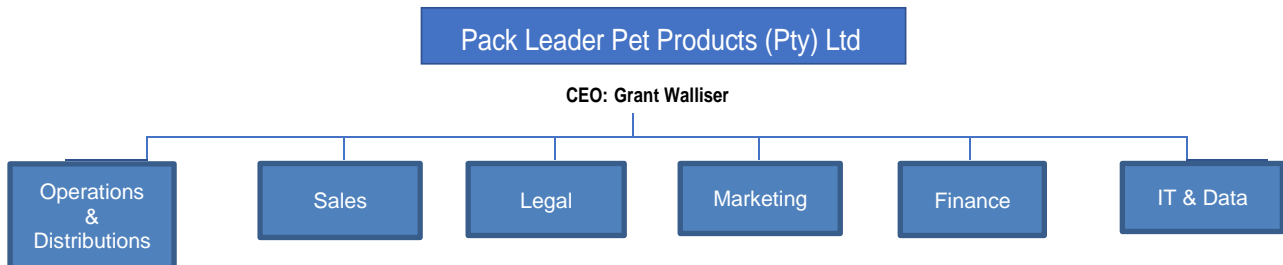 Pack Leader Pet Products (Pty) Ltd
CEO: Grant Walliser
Operations
&
Distributions
Sales
Legal
Marketing
Finance
IT & Data